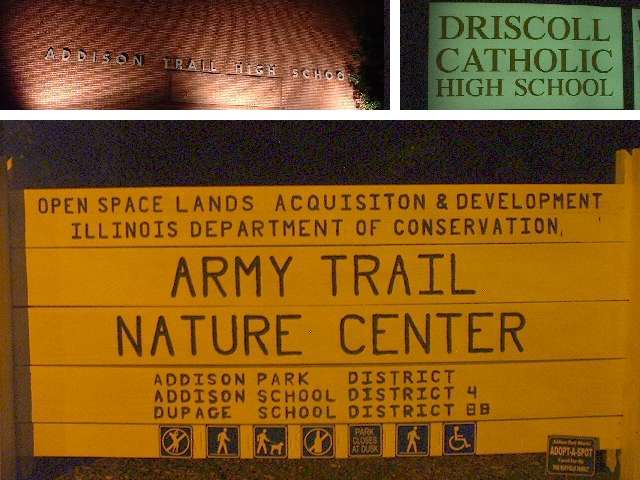 ADDISON TRAIL HIGH SCHOOL
DRISCOLL
CATHOLIC
HIGH SCHOOL
OPEN SPACE LANDS ACQUISITON & DEVELOPMENT
ILLINOIS DEPARTMENT OF CONSERVATION
ARMY TRAIL
NATURE CENTER
ADDISON PARK DISTRICT
ADDISON SCHOOL DISTRICT 4
DUPAGE SCHOOL DISTRICT 88
PARK
CLOSES
AT DUSK
ADOPT-A-SPOT